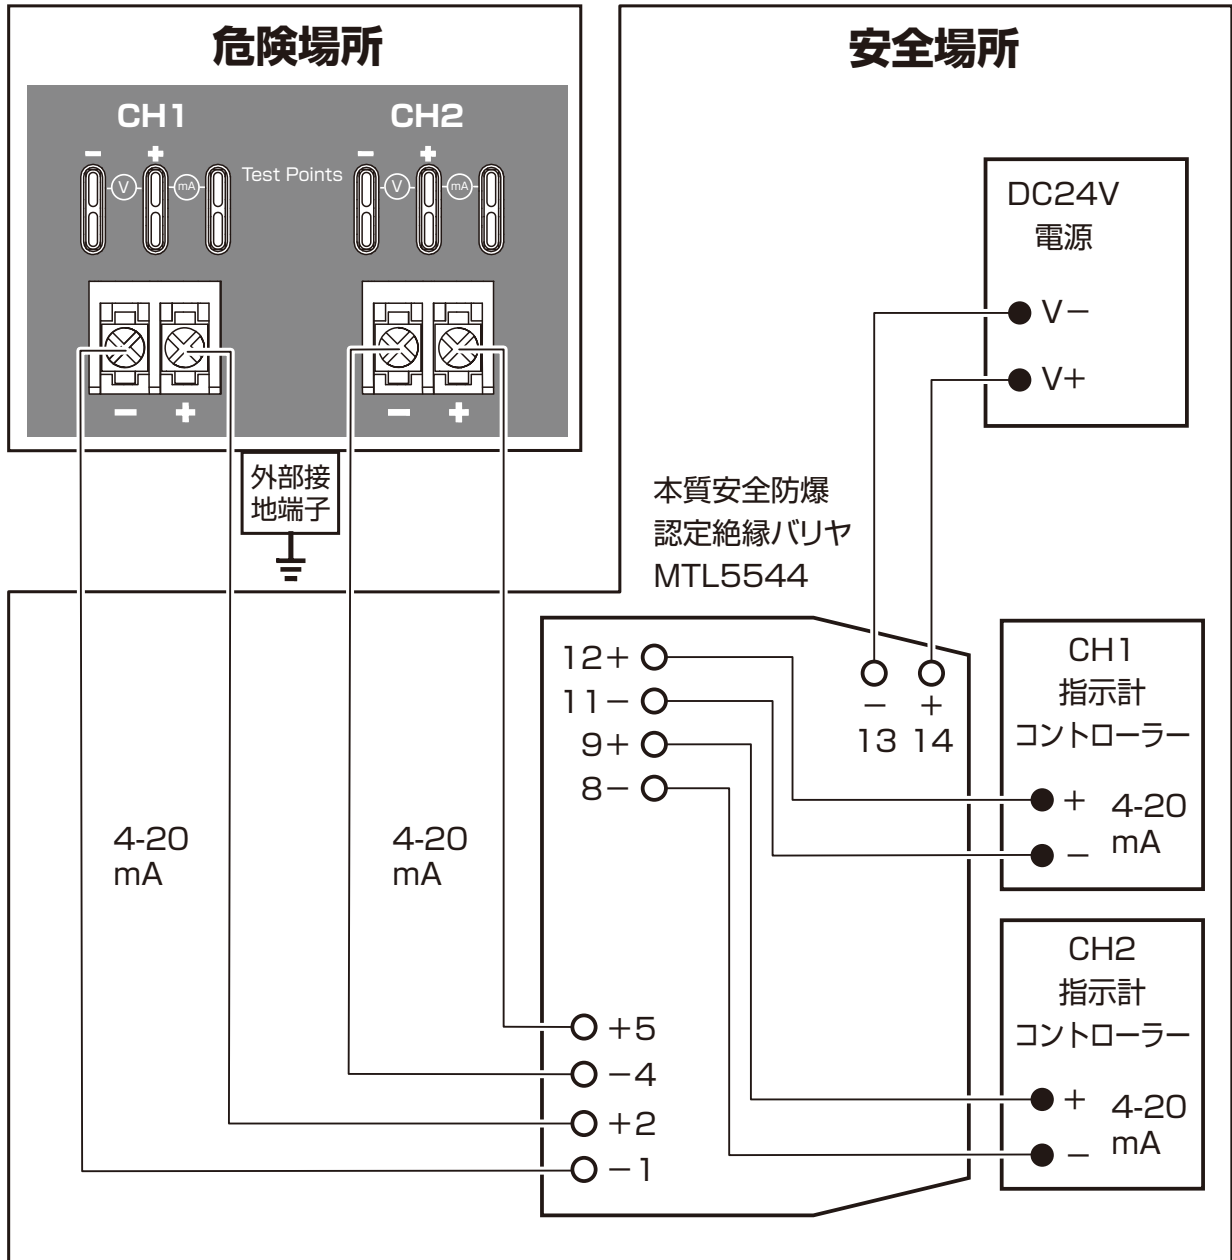 危険場所
CH1
CH2
− + − +
V mA Test Points V mA
− + − +
外部接
地端子
4-20
mA
4-20
mA
安全場所
DC24V
電源
V−
V+
本質安全防爆
認定絶縁バリヤ
MTL5544
12+
11−
9+
8−
− +
13 14
+5
−4
+2
−1
CH1
指示計
コントローラー
+ 4-20
− mA
CH2
指示計
コントローラー
+ 4-20
− mA